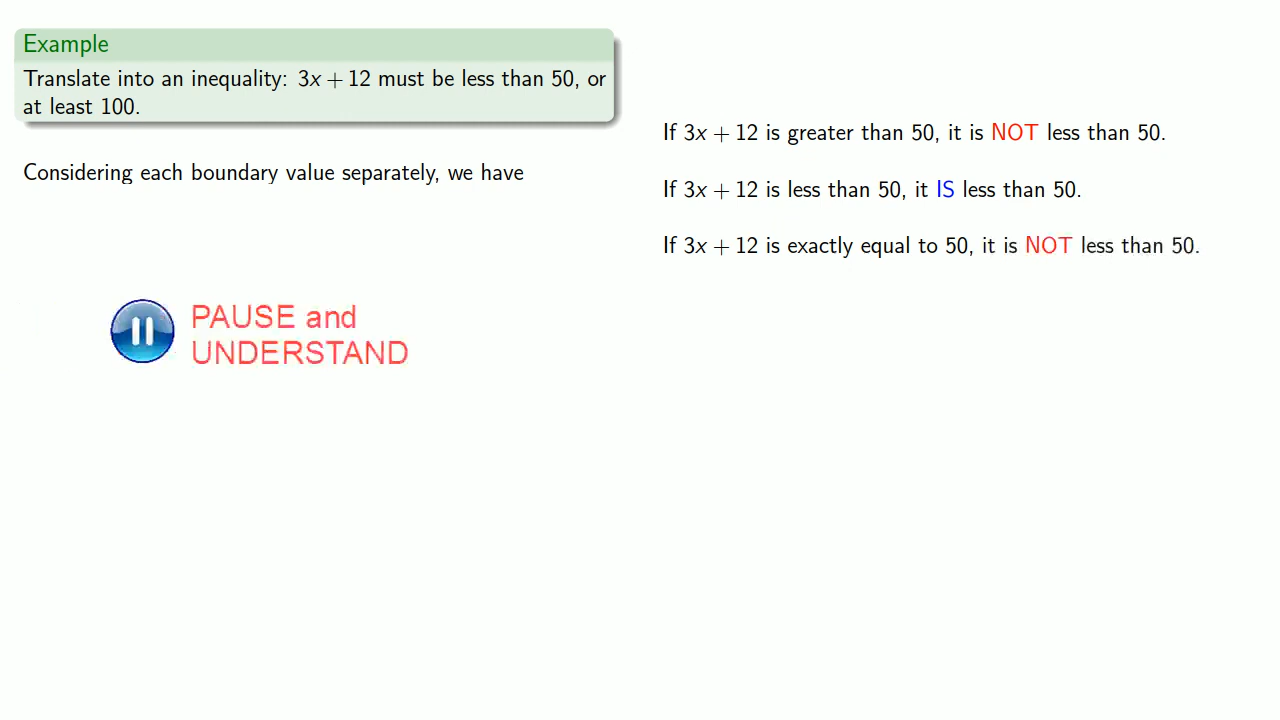 Example
Translate into an inequality: 3x + 12 must be less than 50, or
at least 100.
Considering each boundary value separately, we have
If 3x + 12 is greater than 50, it is NOT less than 50.
If 3x + 12 is less than 50, it IS less than 50.
If 3x + 12 is exactly equal to 50, it is NOT less than 50.
PAUSE and
UNDERSTAND